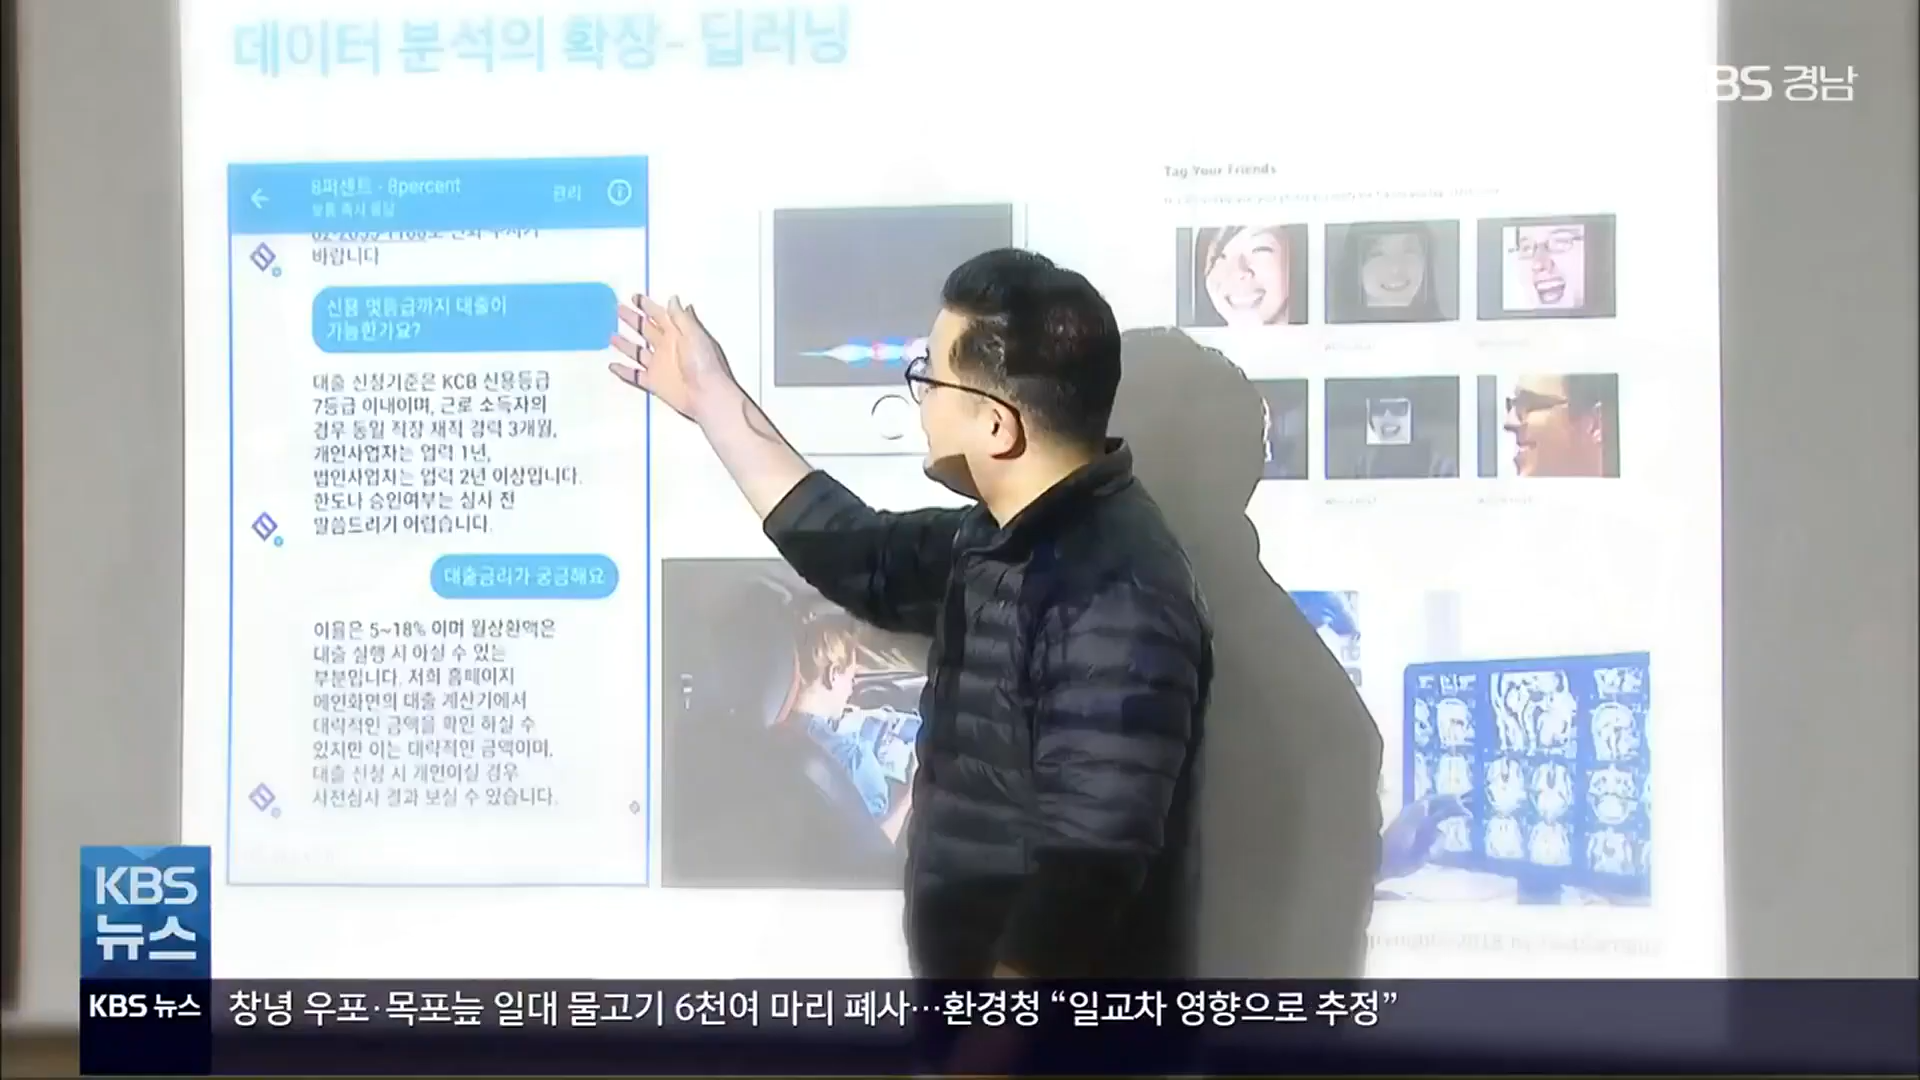 데이터 분석의 확장- 딥러닝
KBS 경남
8퍼센트 · 8percent
관리
보통 즉시 응답
바랍니다
신용 몇등급까지 대출이
가능한가요?
대출 신청기준은 KCB 신용등급
7등급 이내이며, 근로 소득자의
경우 동일 직장 재직 경력 3개월,
개인사업자는 업력 1년,
법인사업자는 업력 2년 이상입니다.
한도나 승인여부는 심사 전
말씀드리기 어렵습니다.
대출금리가 궁금해요
이율은 5~18% 이며 월상환액은
대출 실행 시 아실 수 있는
부분입니다. 저희 홈페이지
메인화면의 대출 계산기에서
대략적인 금액을 확인 하실 수
있지만 이는 대략적인 금액이며,
대출 신청 시 개인이실 경우
사전심사 결과 보실 수 있습니다.
Tag Your Friends
KBS
뉴스
KBS 뉴스
창녕 우포·목포늪 일대 물고기 6천여 마리 폐사…환경청 “일교차 영향으로 추정”